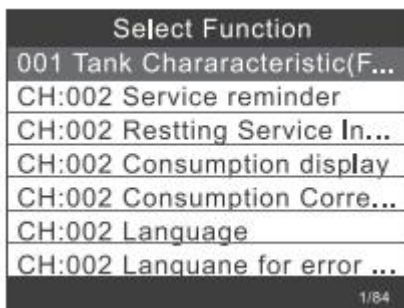 Select Function
001 Tank Chararacteristic(F...
CH:002 Service reminder
CH:002 Restting Service In...
CH:002 Consumption display
CH:002 Consumption Corre...
CH:002 Language
CH:002 Languane for error ...
1/84